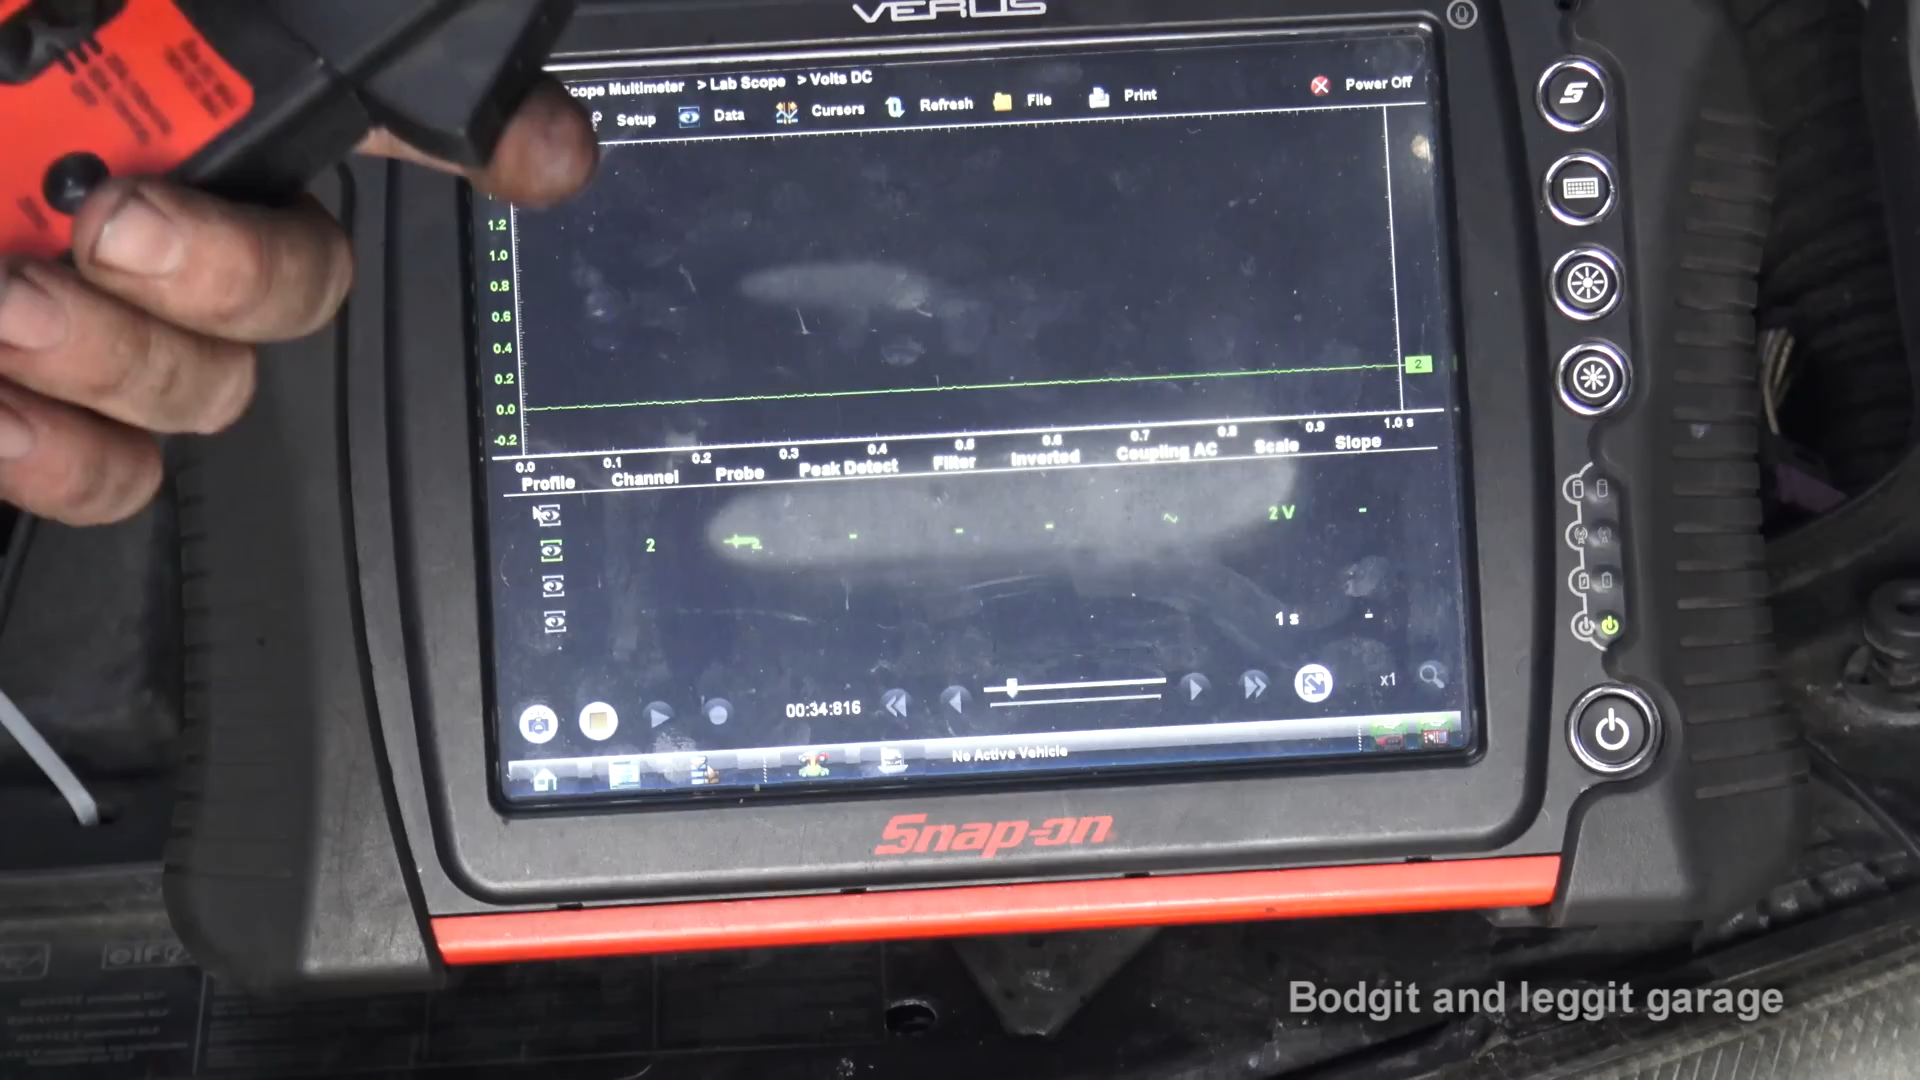 VERUS
cope Multimeter > Lab Scope > Volts DC
Setup Data Cursors Refresh File Print Power Off
1.2
1.0
0.8
0.6
0.4
0.2
0.0
-0.2
2
0.0 0.1 0.2 0.3 0.4 0.5 0.6 0.7 0.8 0.9 1.0 s
Profile Channel Probe Peak Detect Filter Inverted Coupling AC Scale Slope
2 - - - ~ 2 V -
1 s -
00:34:816 x1
No Active Vehicle
Snap-on
Bodgit and leggit garage